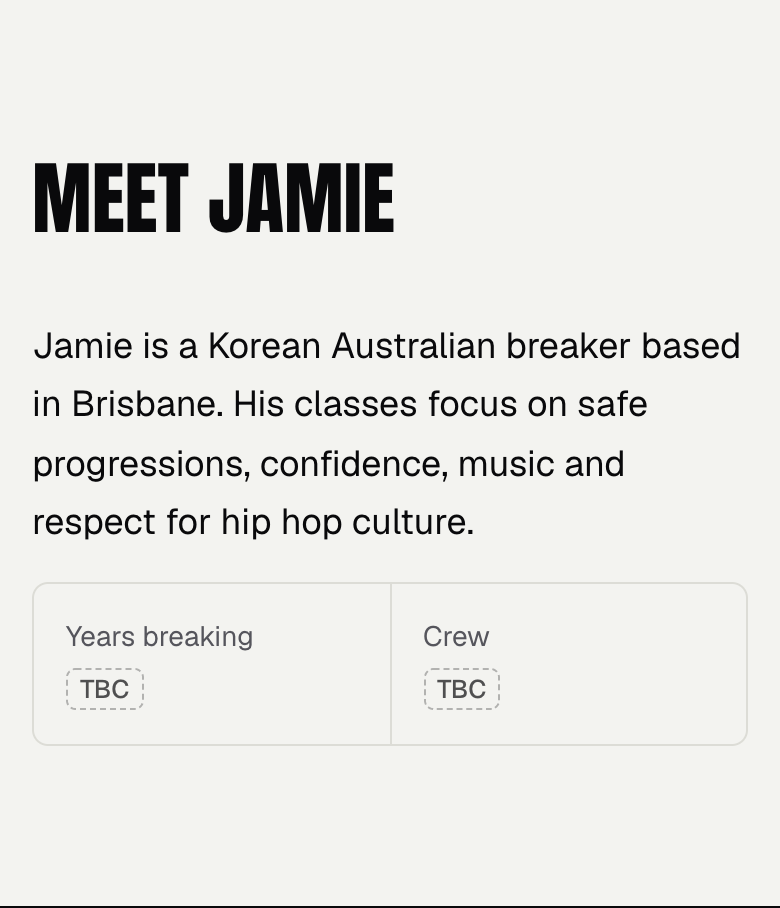 MEET JAMIE
Jamie is a Korean Australian breaker based
in Brisbane. His classes focus on safe
progressions, confidence, music and
respect for hip hop culture.
Years breaking
TBC
Crew
TBC